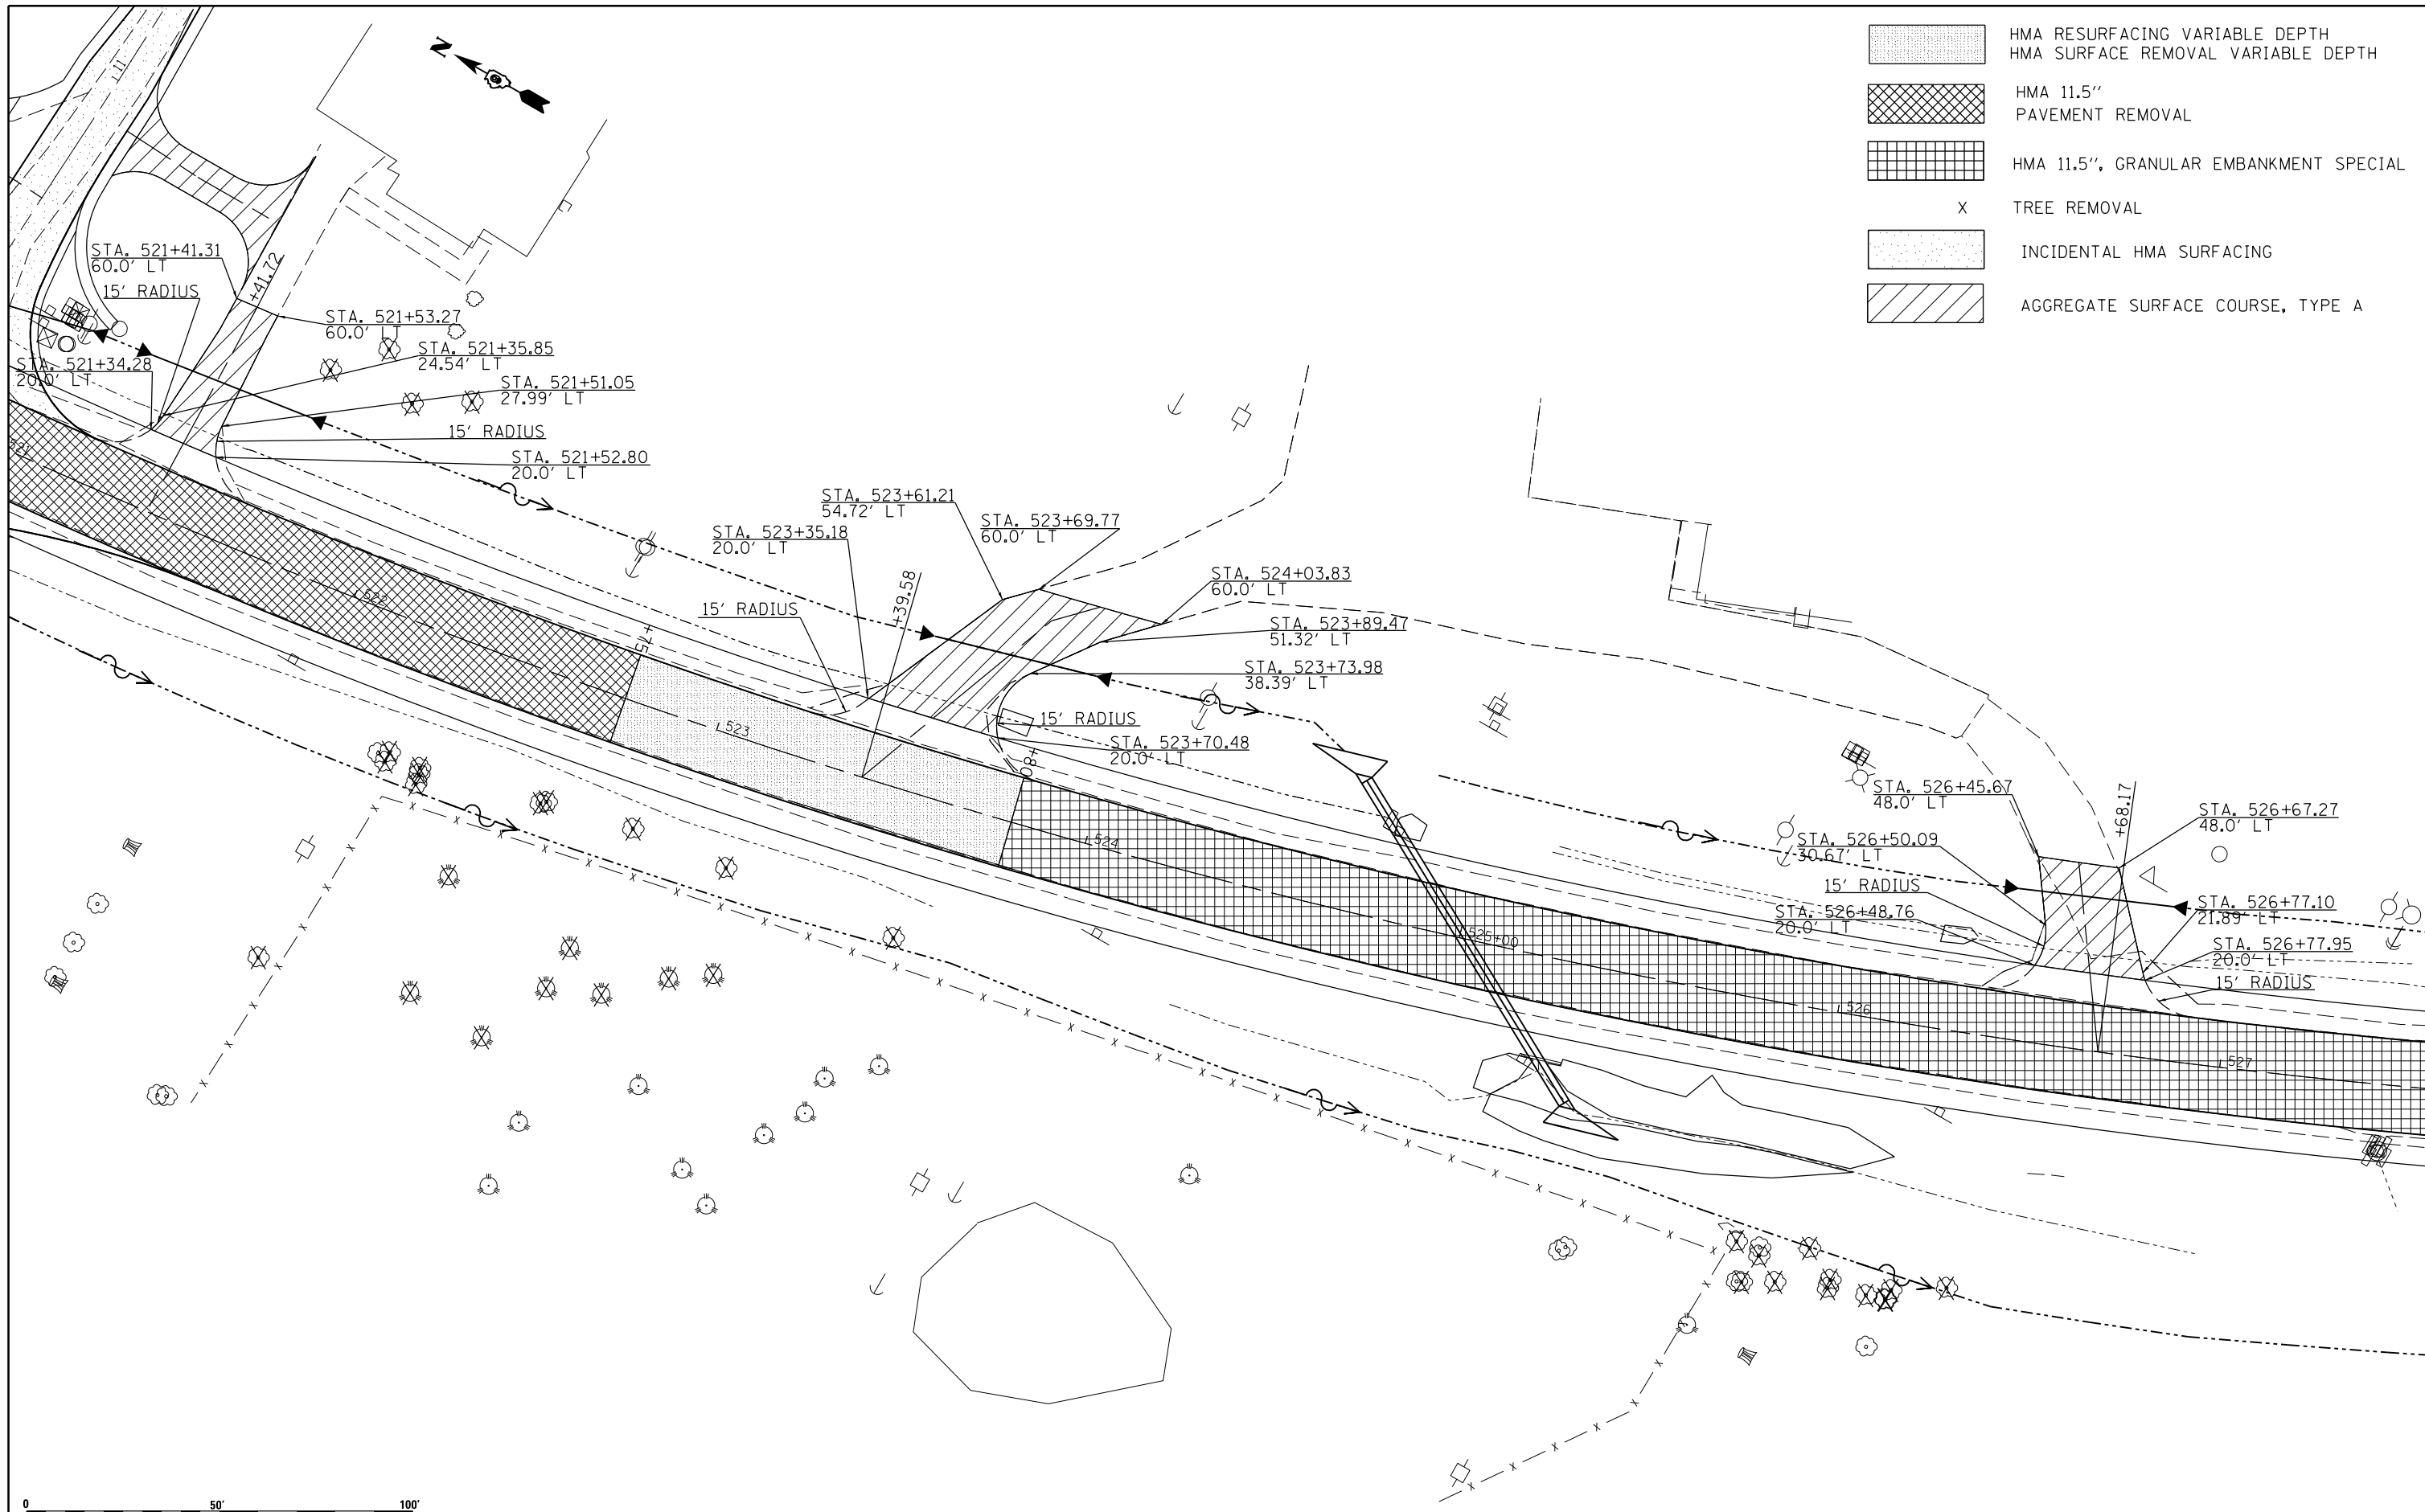 HMA RESURFACING VARIABLE DEPTH
HMA SURFACE REMOVAL VARIABLE DEPTH
HMA 11.5"
PAVEMENT REMOVAL
HMA 11.5", GRANULAR EMBANKMENT SPECIAL
X TREE REMOVAL
INCIDENTAL HMA SURFACING
AGGREGATE SURFACE COURSE, TYPE A
N
11
STA. 521+41.31
60.0' LT
15' RADIUS
+41.72
STA. 521+53.27
60.0' LT
STA. 521+35.85
24.54' LT
STA. 521+34.28
20.0' LT
STA. 521+51.05
27.99' LT
15' RADIUS
STA. 521+52.80
20.0' LT
521
522
+75
STA. 523+61.21
54.72' LT
STA. 523+69.77
60.0' LT
STA. 523+35.18
20.0' LT
+39.58
15' RADIUS
STA. 524+03.83
60.0' LT
STA. 523+89.47
51.32' LT
STA. 523+73.98
38.39' LT
15' RADIUS
STA. 523+70.48
20.0' LT
+80
523
524
525+00
STA. 526+45.67
48.0' LT
+68.17
STA. 526+67.27
48.0' LT
STA. 526+50.09
30.67' LT
15' RADIUS
STA. 526+48.76
20.0' LT
STA. 526+77.10
21.89' LT
STA. 526+77.95
20.0' LT
15' RADIUS
526
527
0 50' 100'